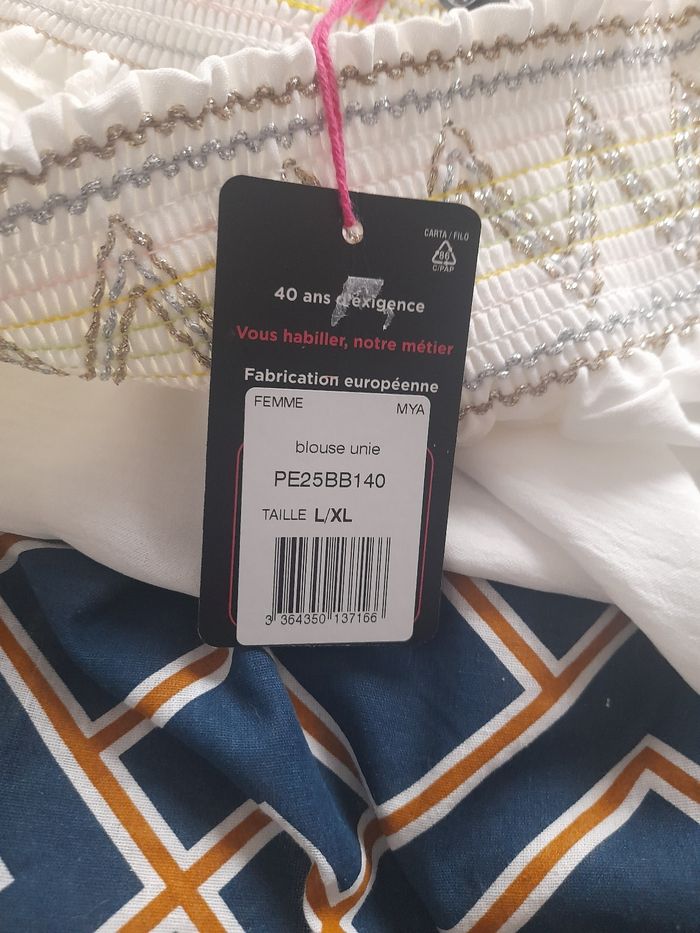 CARTA / FILO
86
C/PAP
40 ans d'exigence
Vous habiller, notre métier
Fabrication européenne
FEMME MYA
blouse unie
PE25BB140
TAILLE L/XL
3 364350 137166